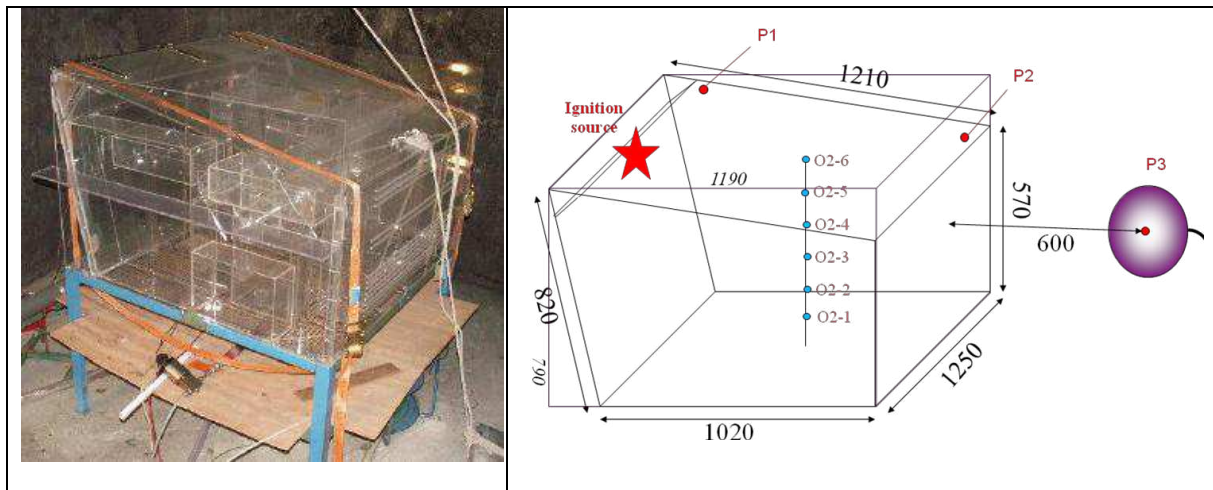 P1
1210
P2
Ignition
source
O2-6
P3
1190
O2-5
O2-4
570
O2-3
600
820
O2-2
O2-1
790
1250
1020